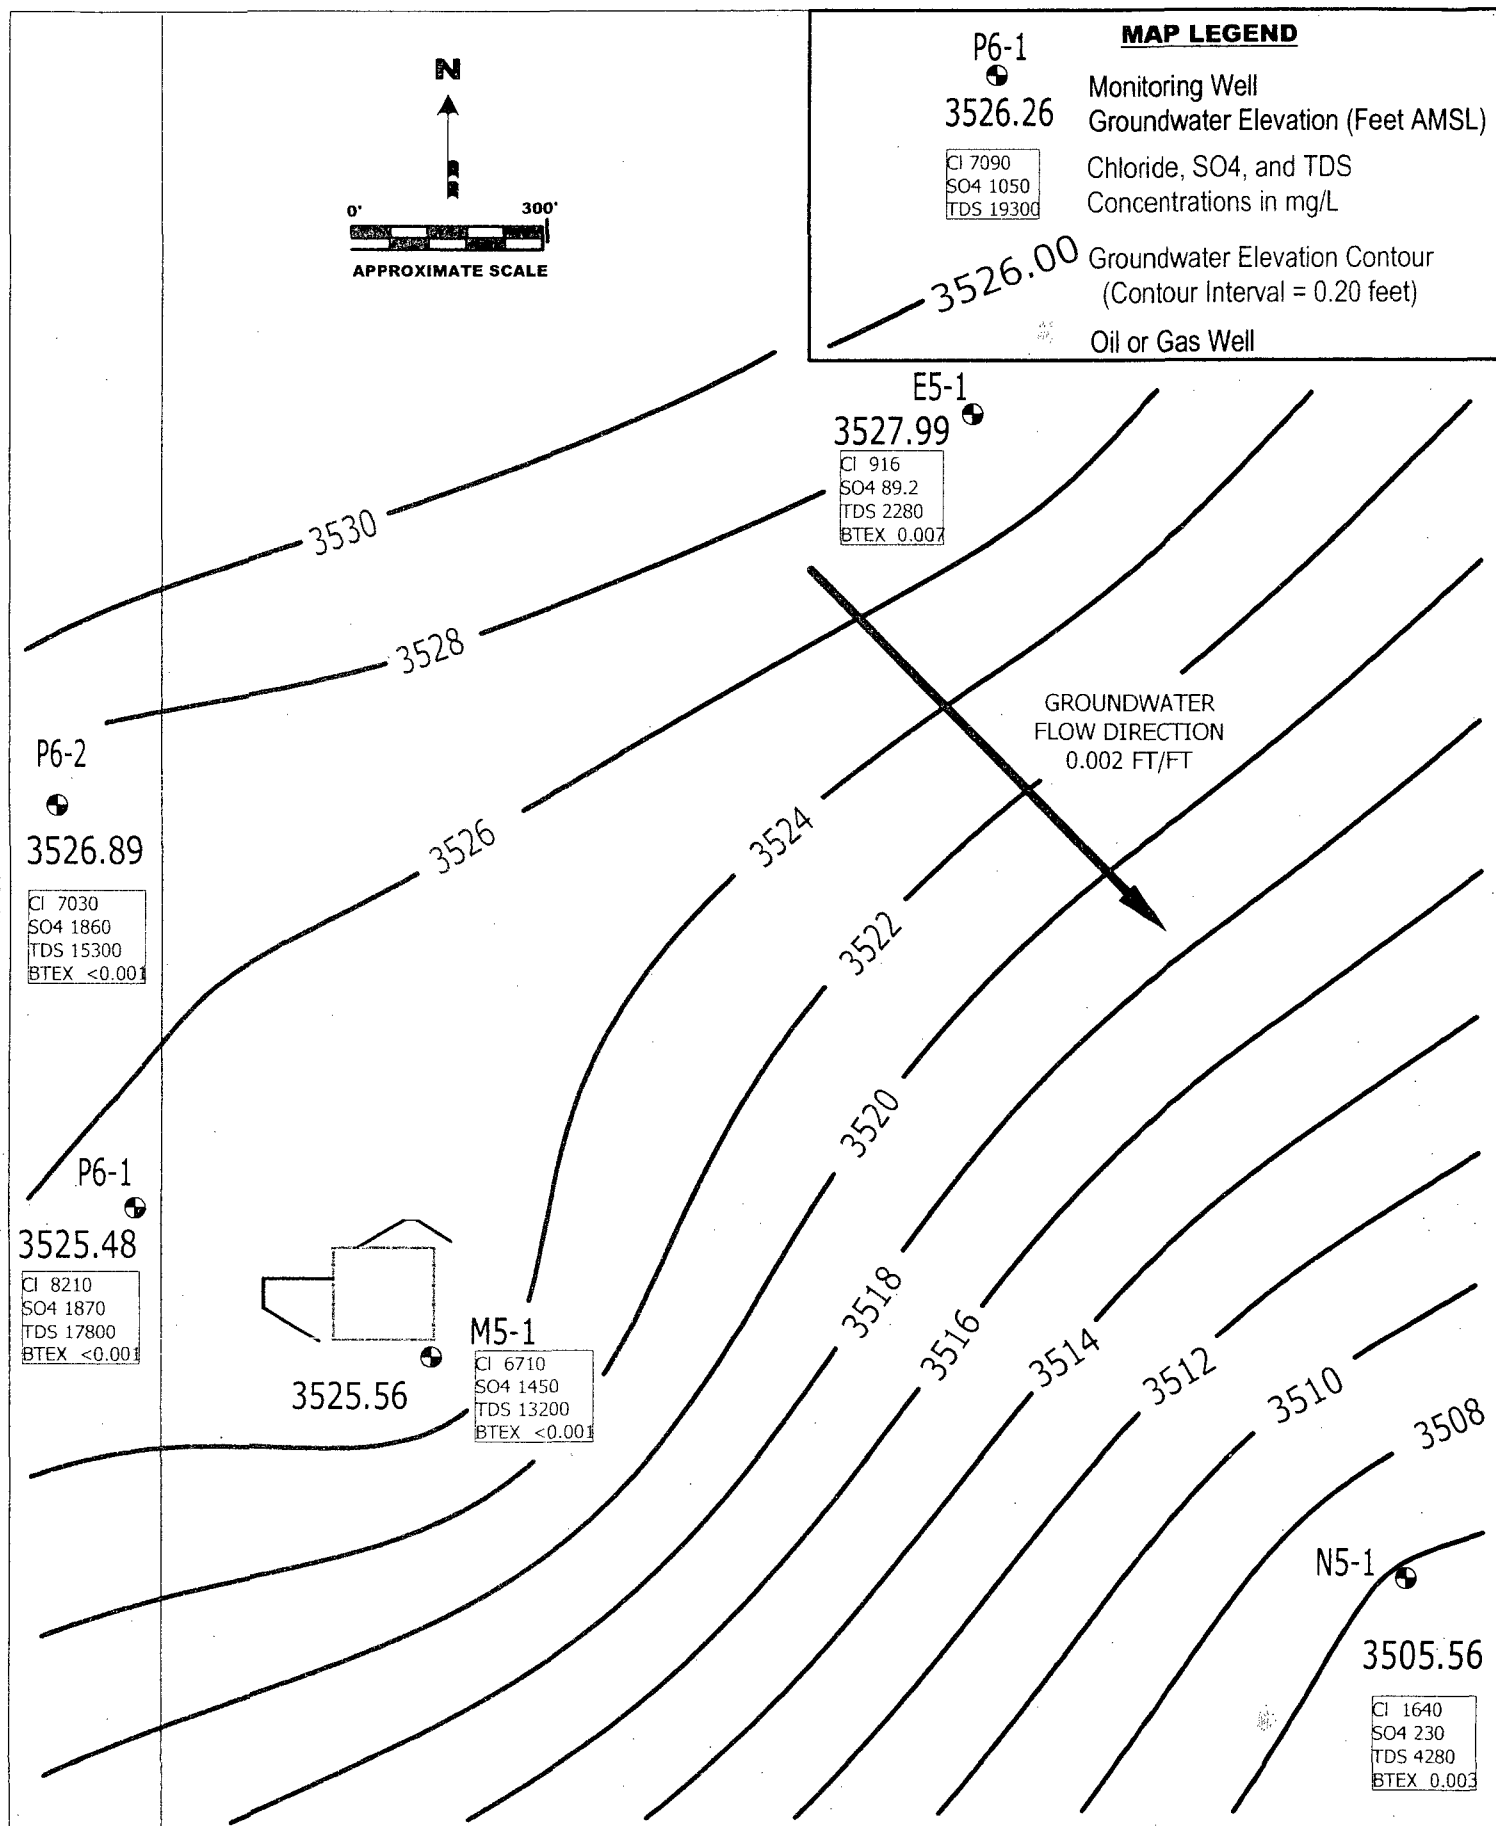 N
0'
300'
APPROXIMATE SCALE
MAP LEGEND
P6-1
3526.26
Monitoring Well
Groundwater Elevation (Feet AMSL)
Cl 7090
SO4 1050
TDS 19300
Chloride, SO4, and TDS
Concentrations in mg/L
3526.00
Groundwater Elevation Contour
(Contour Interval = 0.20 feet)
Oil or Gas Well
E5-1
3527.99
Cl 916
SO4 89.2
TDS 2280
BTEX 0.007
3530
3528
GROUNDWATER
FLOW DIRECTION
0.002 FT/FT
P6-2
3526.89
Cl 7030
SO4 1860
TDS 15300
BTEX <0.001
3526
3524
3522
3520
P6-1
3525.48
Cl 8210
SO4 1870
TDS 17800
BTEX <0.001
M5-1
3525.56
Cl 6710
SO4 1450
TDS 13200
BTEX <0.001
3518
3516
3514
3512
3510
3508
N5-1
3505.56
Cl 1640
SO4 230
TDS 4280
BTEX 0.003